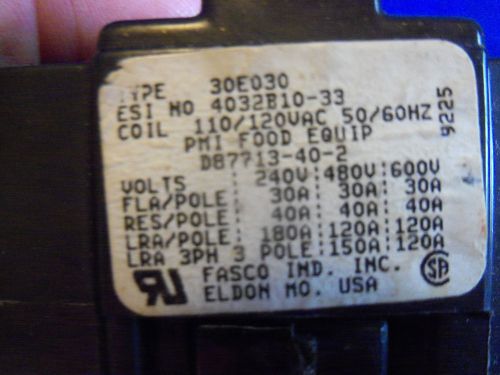 TYPE 30E030
ESI NO 4032B10-33
COIL 110/120VAC 50/60HZ
PMI FOOD EQUIP
D87713-40-2
9225
VOLTS 240V 480V 600V
FLA/POLE 30A 30A 30A
RES/POLE 40A 40A 40A
LRA/POLE 180A 120A 120A
LRA 3PH 3 POLE 150A 120A
FASCO IND. INC.
ELDON MO. USA